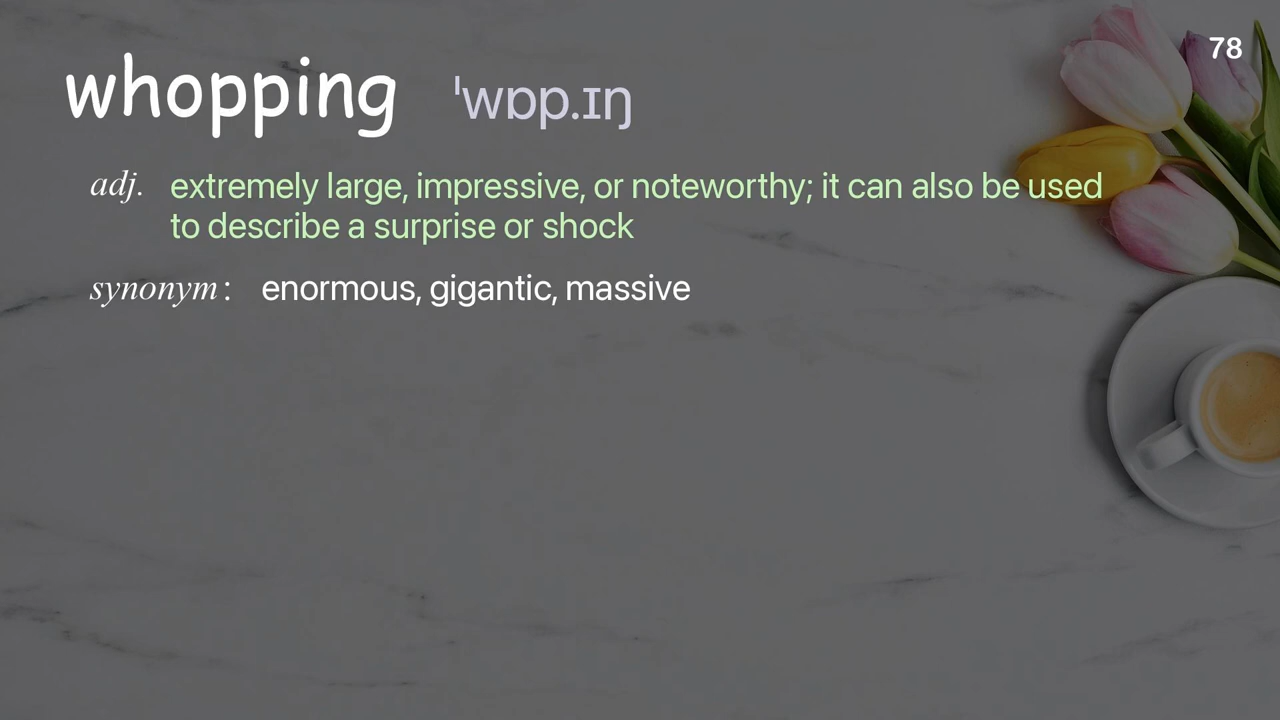 78
whopping ˈwɒp.ɪŋ
adj. extremely large, impressive, or noteworthy; it can also be used
to describe a surprise or shock
synonym: enormous, gigantic, massive